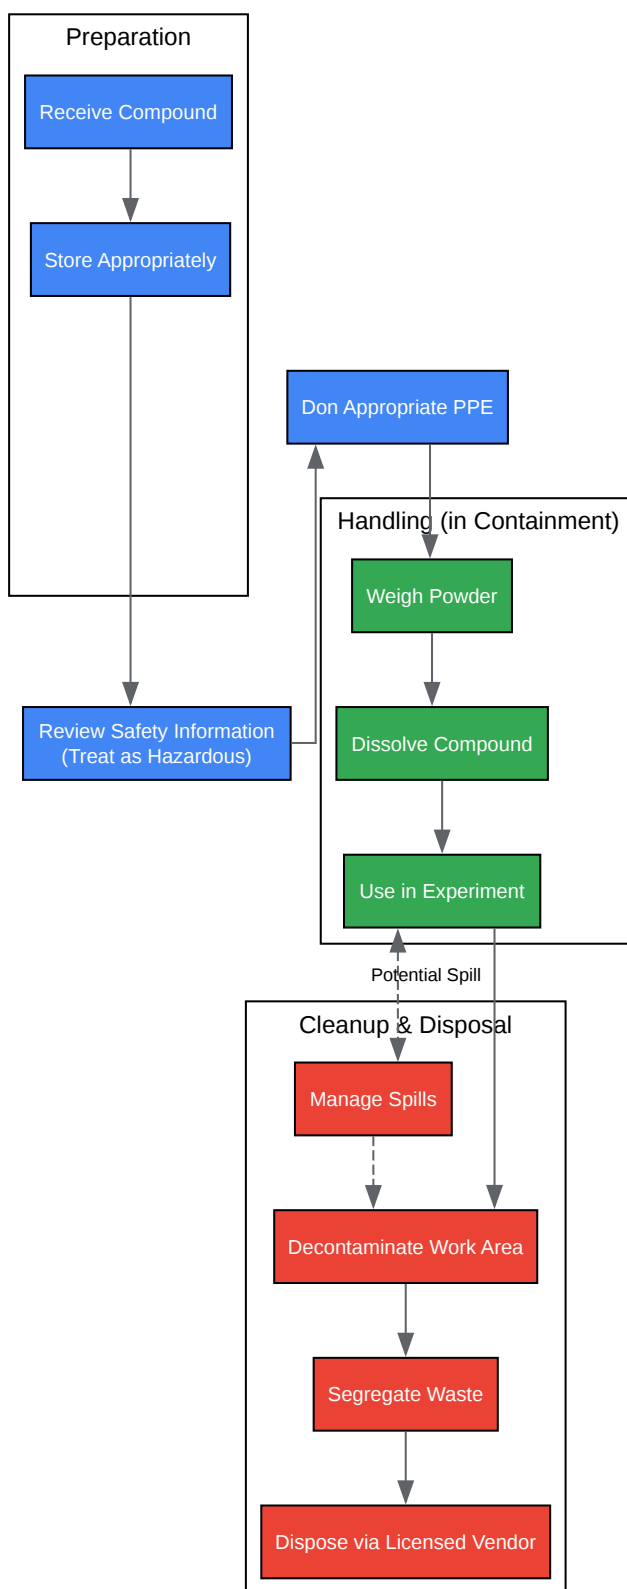 Preparation
Receive Compound
Store Appropriately
Don Appropriate PPE
Handling (in Containment)
Weigh Powder
Review Safety Information
(Treat as Hazardous)
Dissolve Compound
Use in Experiment
Potential Spill
Cleanup & Disposal
Manage Spills
Decontaminate Work Area
Segregate Waste
Dispose via Licensed Vendor